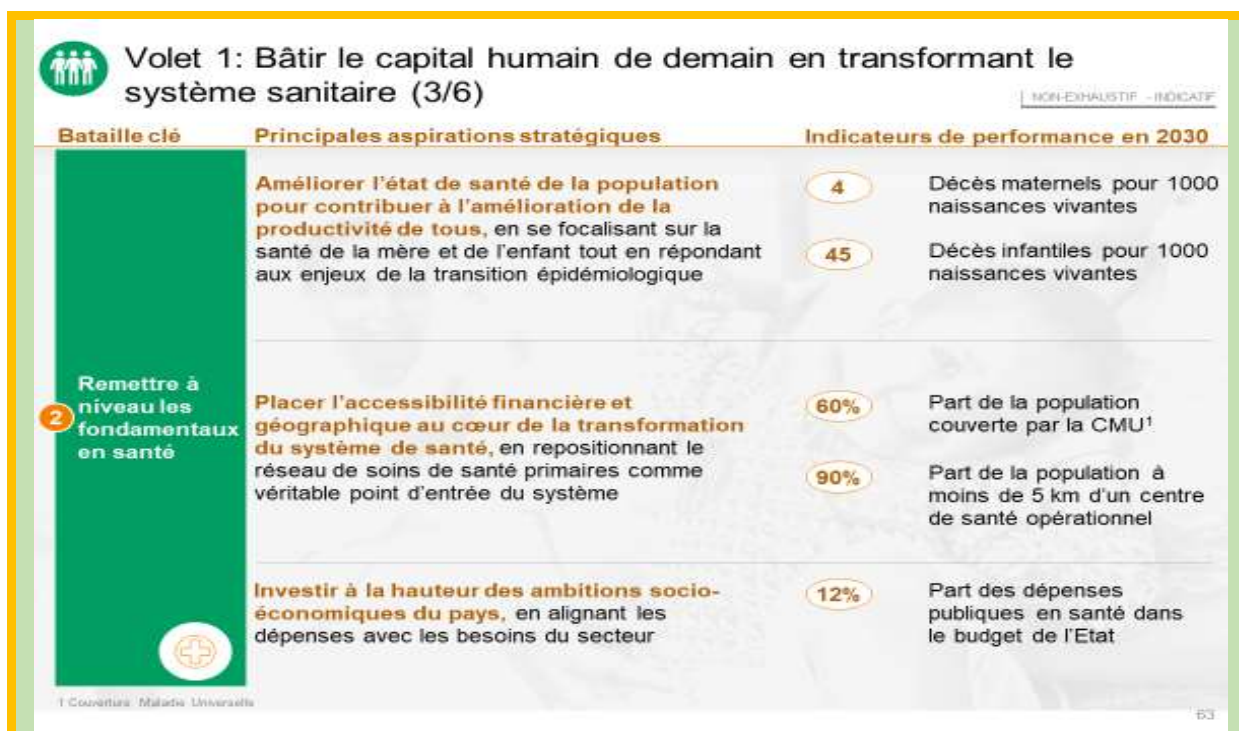 Volet 1: Bâtir le capital humain de demain en transformant le
système sanitaire (3/6)
NON-EXHAUSTIF - INDICATIF
Bataille clé
Principales aspirations stratégiques
Indicateurs de performance en 2030
2
Remettre à
niveau les
fondamentaux
en santé
Améliorer l'état de santé de la population
pour contribuer à l'amélioration de la
productivité de tous, en se focalisant sur la
santé de la mère et de l'enfant tout en répondant
aux enjeux de la transition épidémiologique
4
Décès maternels pour 1000
naissances vivantes
45
Décès infantiles pour 1000
naissances vivantes
Placer l'accessibilité financière et
géographique au cœur de la transformation
du système de santé, en repositionnant le
réseau de soins de santé primaires comme
véritable point d'entrée du système
60%
Part de la population
couverte par la CMU¹
90%
Part de la population à
moins de 5 km d'un centre
de santé opérationnel
Investir à la hauteur des ambitions socio-
économiques du pays, en alignant les
dépenses avec les besoins du secteur
12%
Part des dépenses
publiques en santé dans
le budget de l'Etat
1 Couverture Maladie Universelle
63